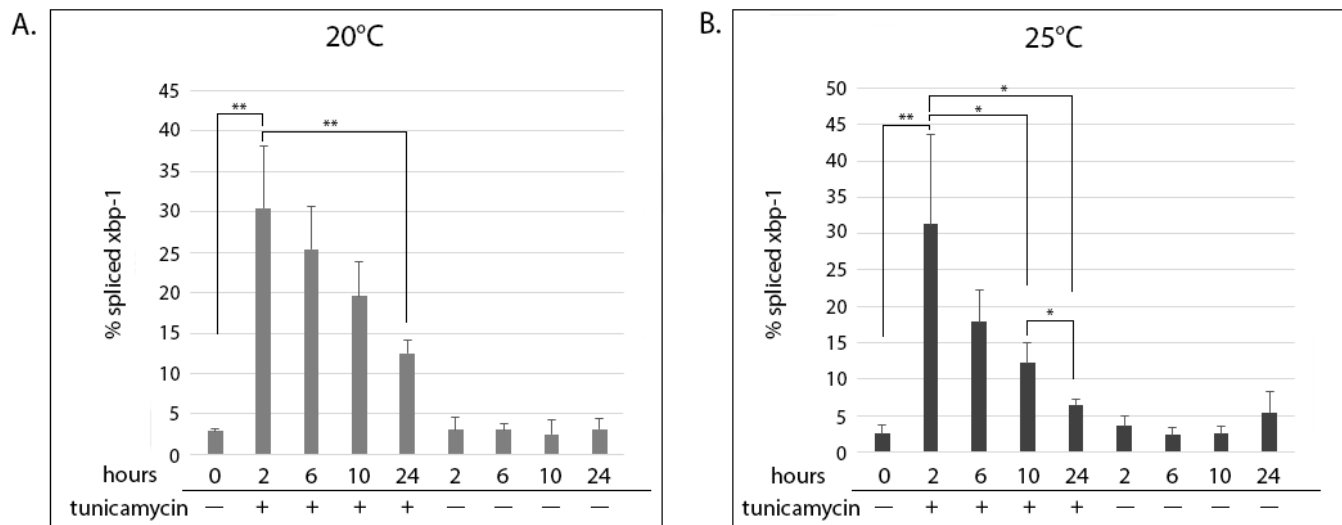 A.
20°C
45
40
35
30
25
20
15
10
5
0
% spliced xbp-1
**
**
hours 0 2 6 10 24 2 6 10 24
tunicamycin — + + + + — — — —
B.
25°C
50
45
40
35
30
25
20
15
10
5
0
% spliced xbp-1
*
*
**
*
hours 0 2 6 10 24 2 6 10 24
tunicamycin — + + + + — — — —